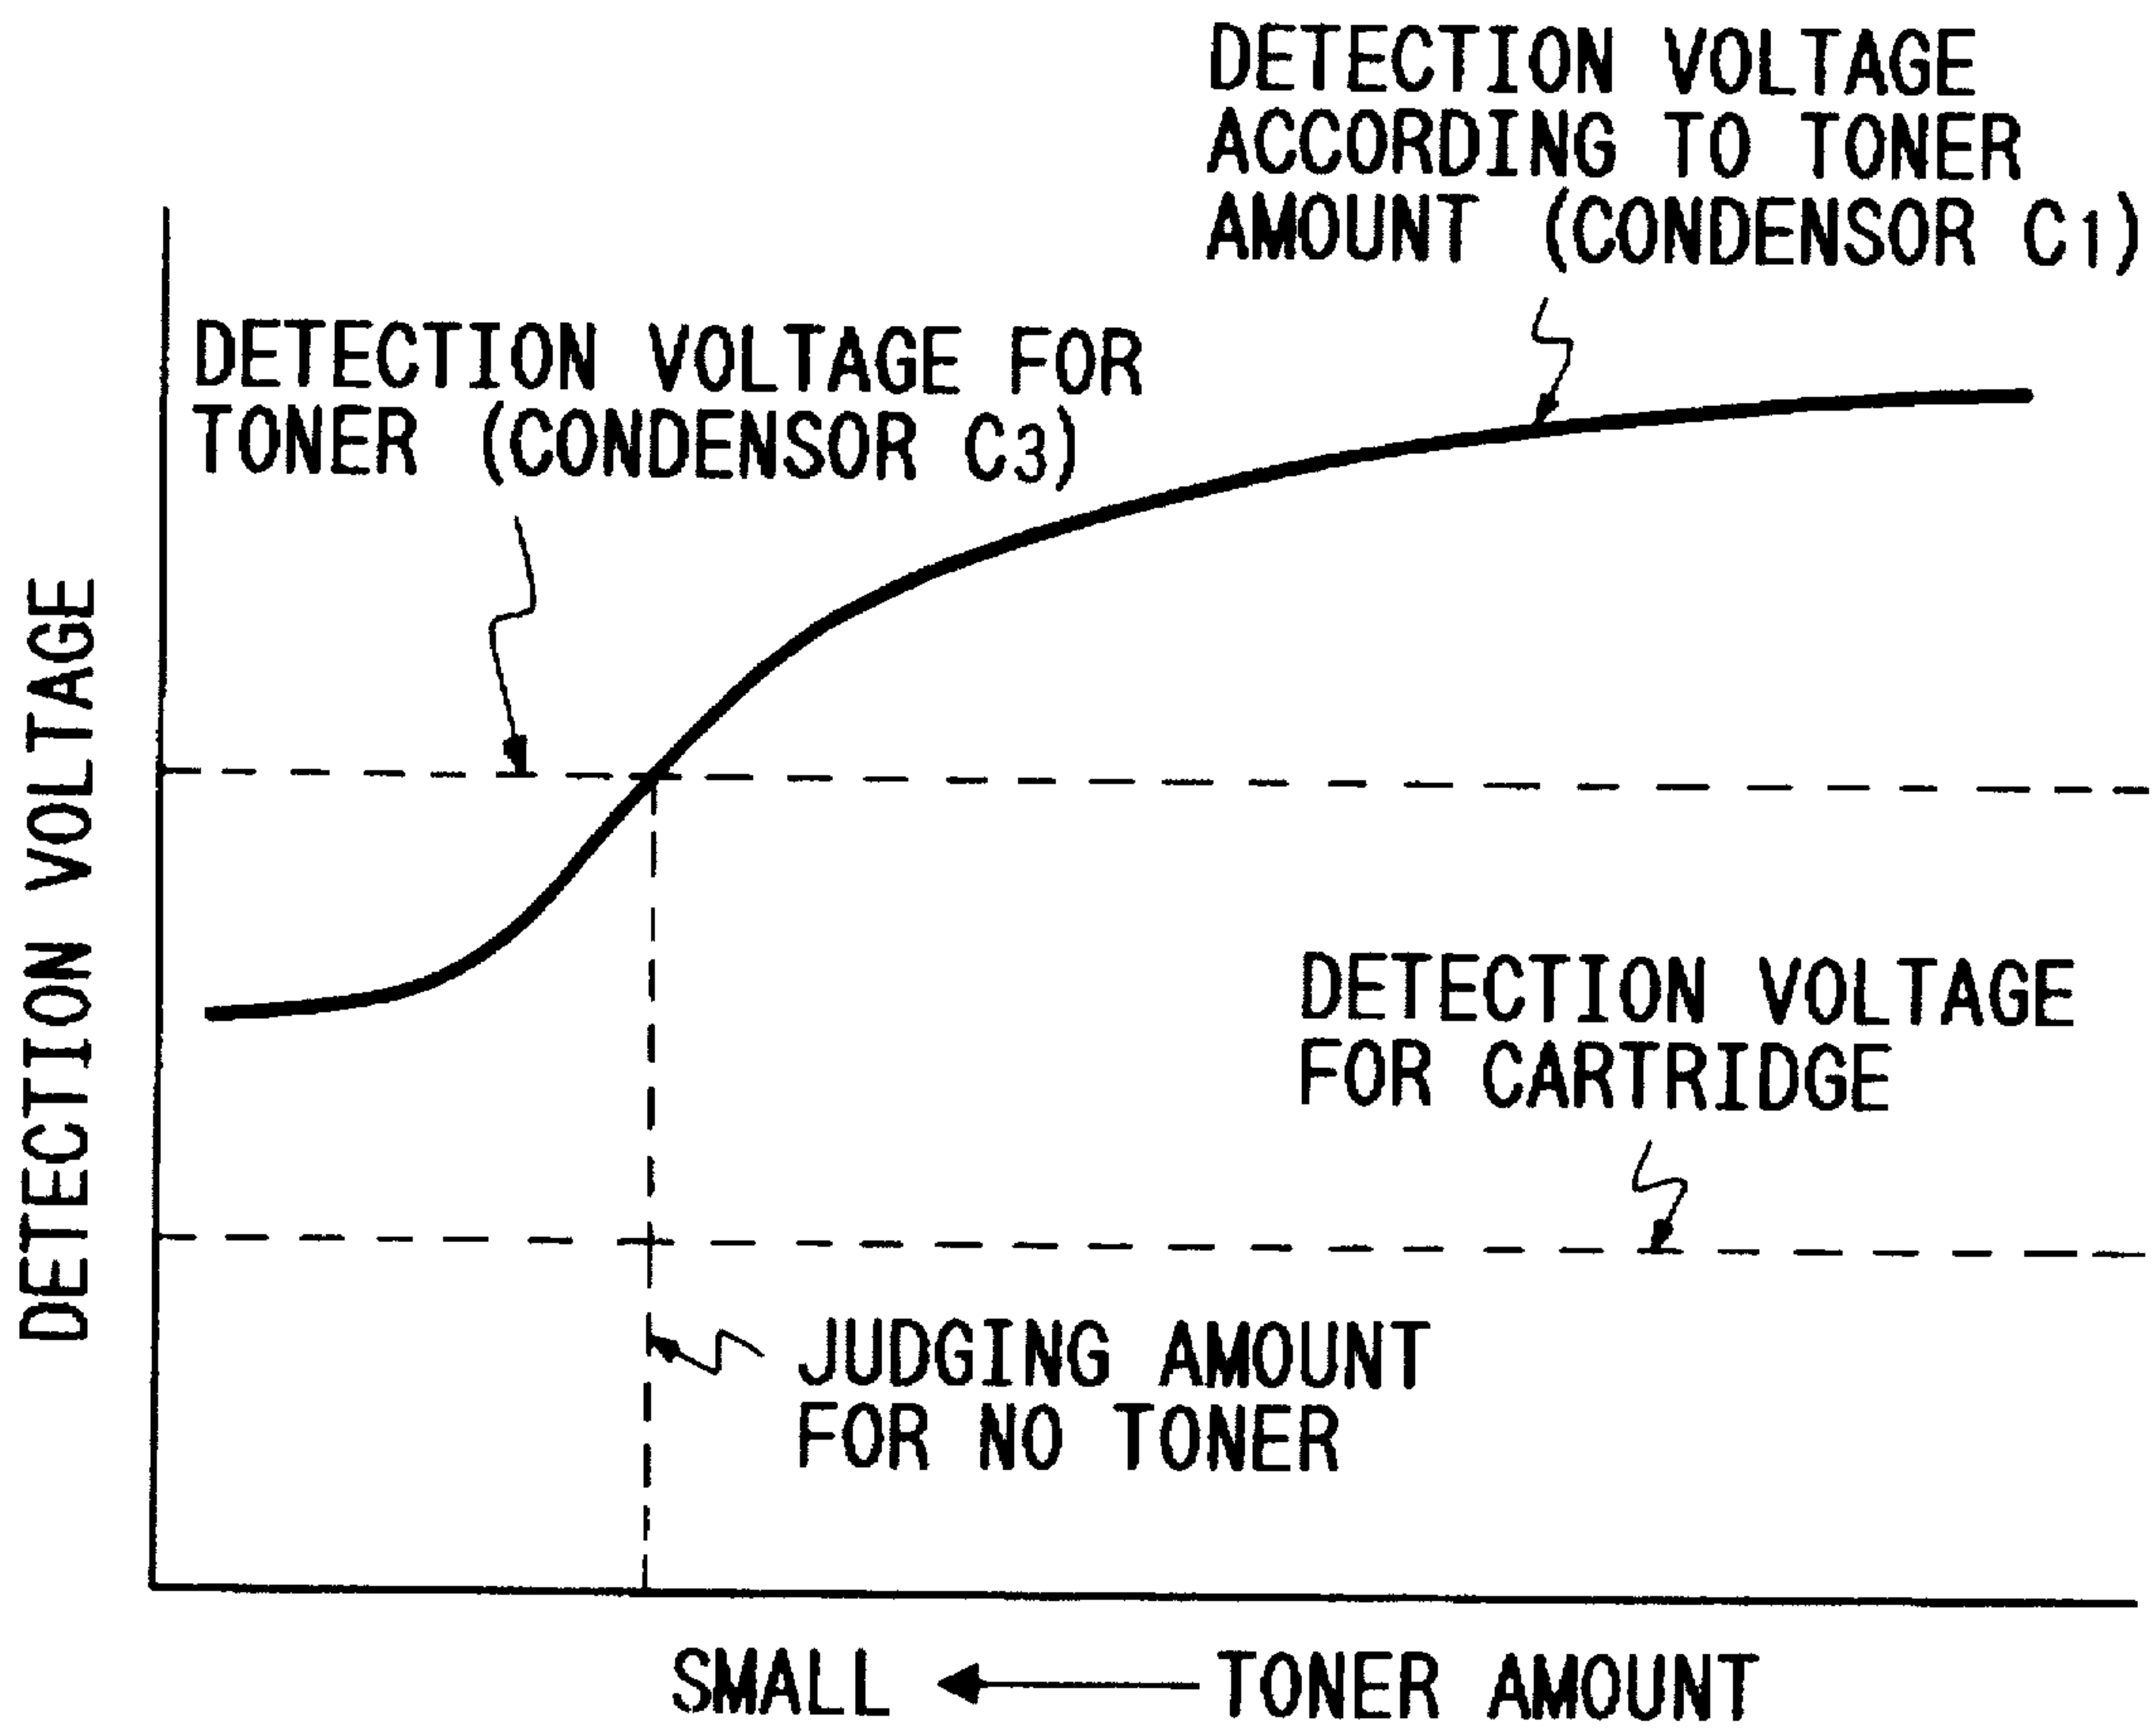 DETECTION VOLTAGE
ACCORDING TO TONER
AMOUNT (CONDENSOR C1)
DETECTION VOLTAGE FOR
TONER (CONDENSOR C3)
DETECTION VOLTAGE
DETECTION VOLTAGE
FOR CARTRIDGE
JUDGING AMOUNT
FOR NO TONER
SMALL TONER AMOUNT